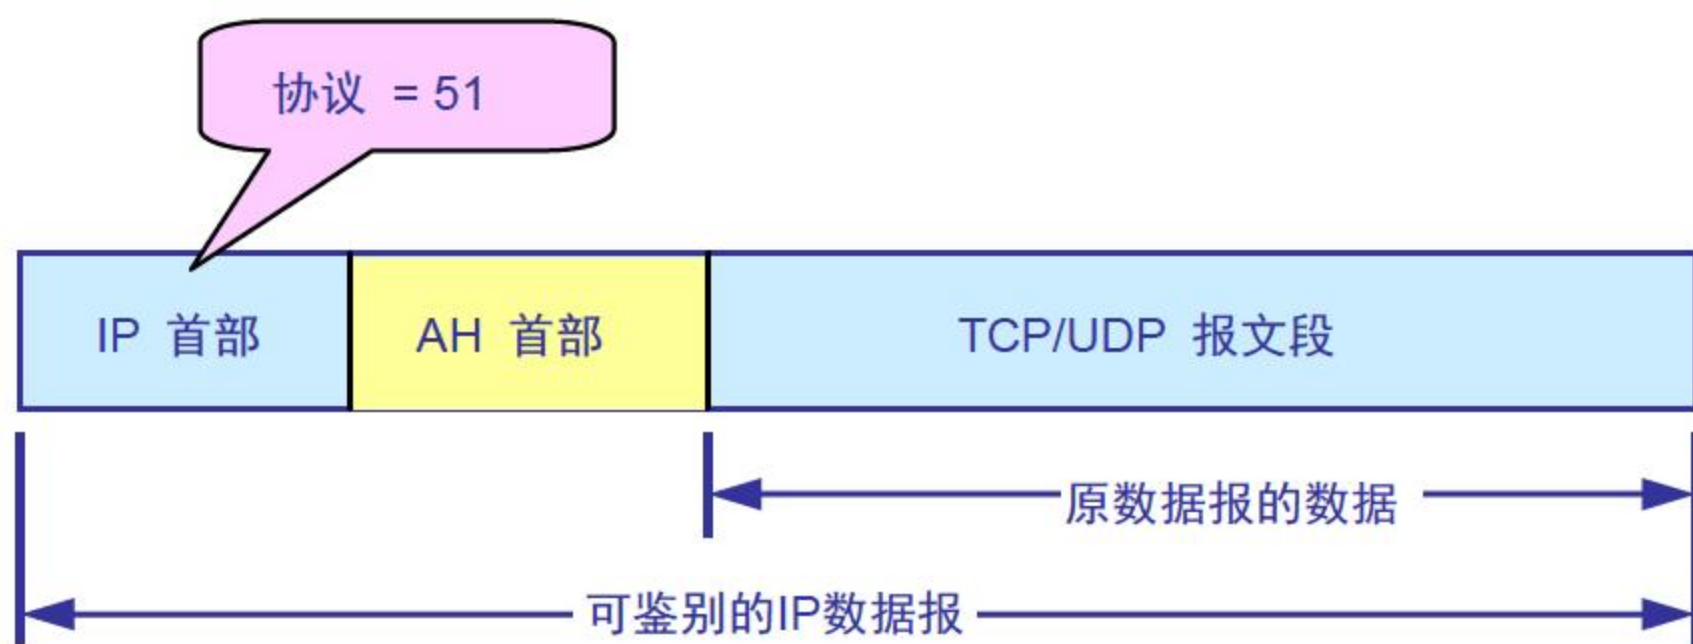 协议 = 51
IP 首部 AH 首部 TCP/UDP 报文段
原数据报的数据
可鉴别的IP数据报